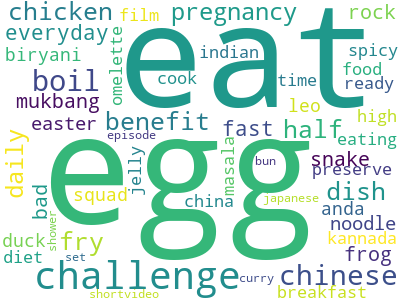 chicken film pregnancy rock
everyday eat spicy
biryani omelette indian food
boil cook time ready
mukbang leo high
easter benefit fast half eating
episode egg snake
daily bad jelly masala preserve
squad china bun japanese dish
anda noodle
duck fry shower kannada
diet set curry frog
challenge chinese
shortvideo breakfast